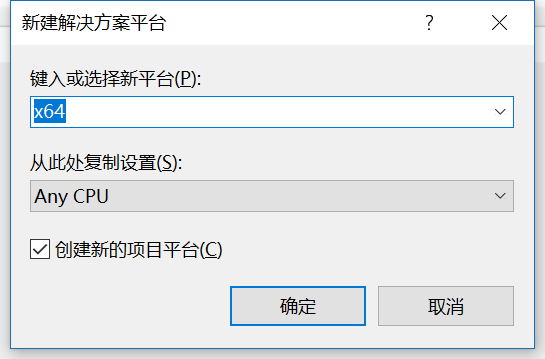 新建解决方案平台
?
键入或选择新平台(P):
x64
从此处复制设置(S):
Any CPU
创建新的项目平台(C)
确定 取消